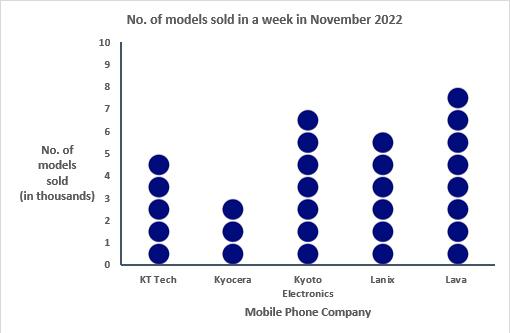 No. of models sold in a week in November 2022
10
9
8
7
6
5
4
3
2
1
0
No. of
models
sold
(in thousands)
KT Tech Kyocera Kyoto Lanix Lava
Electronics
Mobile Phone Company